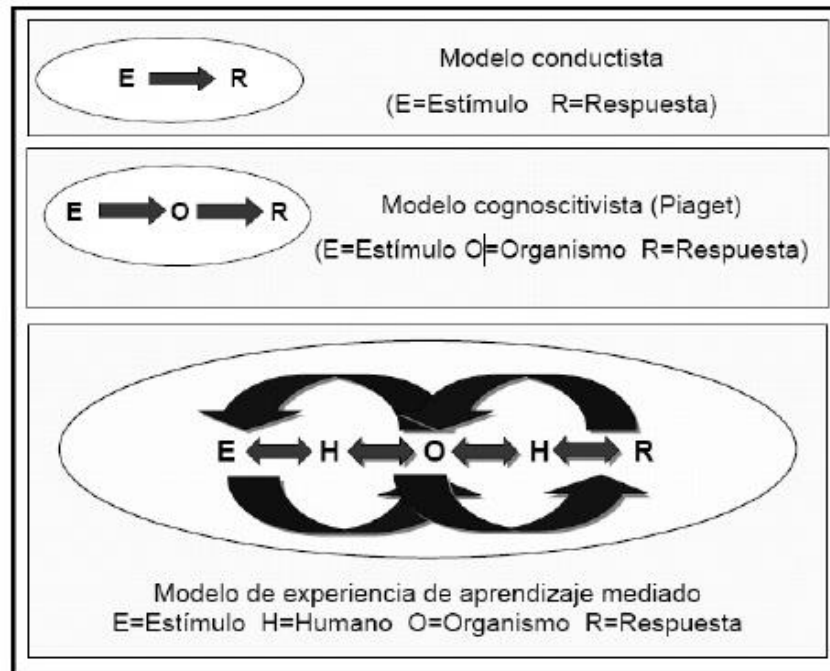 E R
Modelo conductista
(E=Estímulo R=Respuesta)
E O R
Modelo cognoscitivista (Piaget)
(E=Estímulo O=Organismo R=Respuesta)
E H O H R
Modelo de experiencia de aprendizaje mediado
E=Estímulo H=Humano O=Organismo R=Respuesta